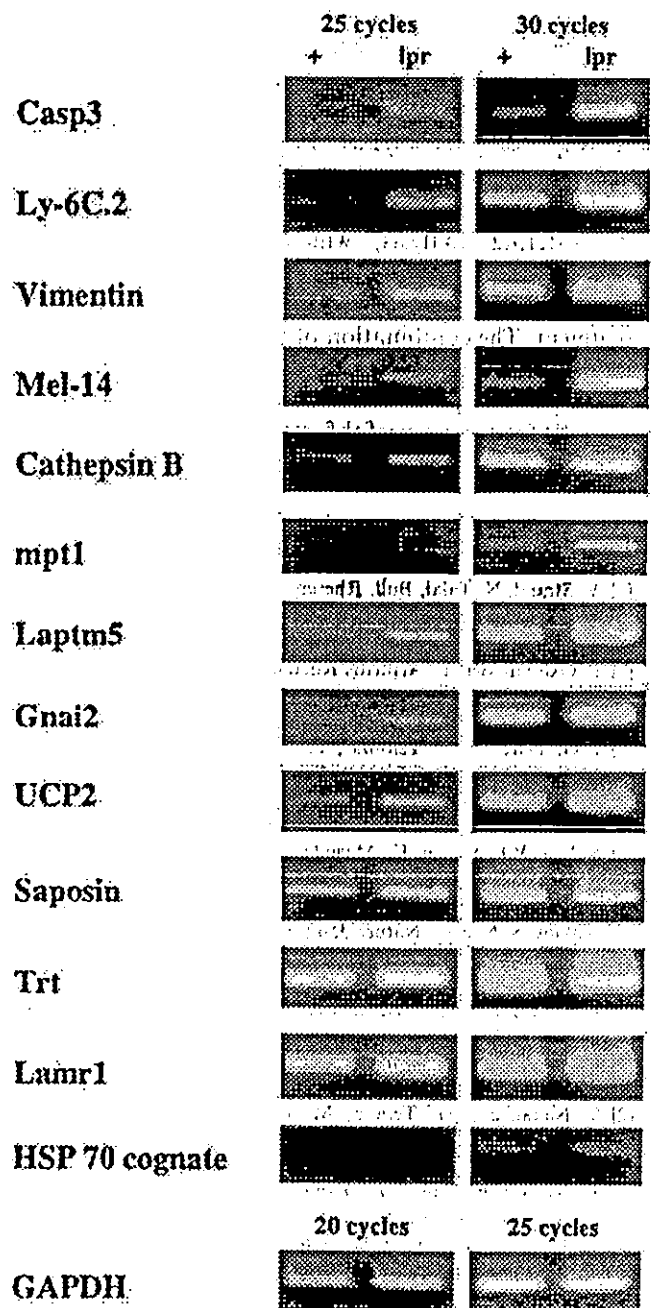 25 cycles 30 cycles
+ lpr + lpr
Casp3
Ly-6C.2
Vimentin
Mel-14
Cathepsin B
mpt1
Laptm5
Gnai2
UCP2
Saposin
Trt
Lamr1
HSP 70 cognate
20 cycles 25 cycles
GAPDH